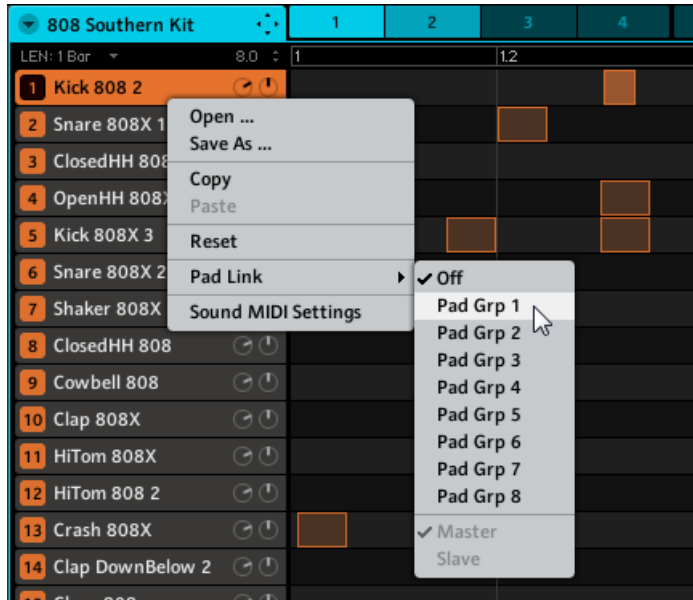 808 Southern Kit 1 2 3 4
LEN: 1 Bar 8.0 1 1.2
1 Kick 808 2
2 Snare 808X 1
3 ClosedHH 808
4 OpenHH 808X
5 Kick 808X 3
6 Snare 808X 2
7 Shaker 808X
8 ClosedHH 808
9 Cowbell 808
10 Clap 808X
11 HiTom 808X
12 HiTom 808 2
13 Crash 808X
14 Clap DownBelow 2
Open ...
Save As ...
Copy
Paste
Reset
Pad Link
Sound MIDI Settings
Off
Pad Grp 1
Pad Grp 2
Pad Grp 3
Pad Grp 4
Pad Grp 5
Pad Grp 6
Pad Grp 7
Pad Grp 8
Master
Slave